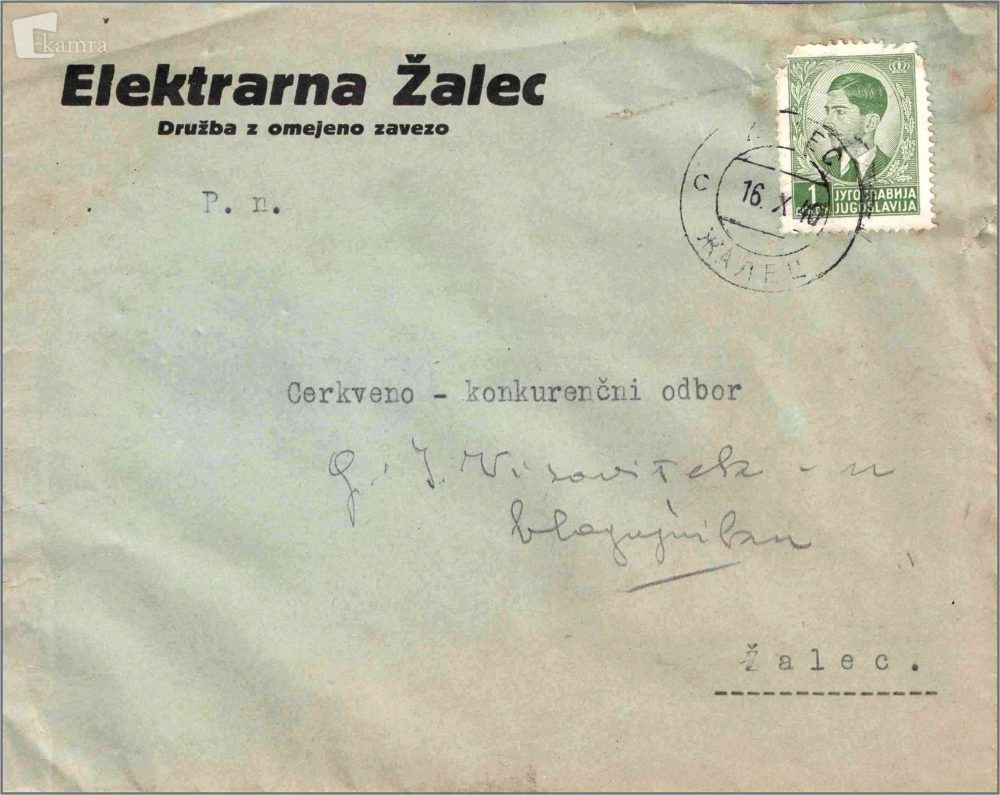 kamra
Elektrarna Žalec
Družba z omejeno zavezo
P. n.
1
ЈУГОСЛАВИЈА
JUGOSLAVIJA
16. X 40
ЖАЛЕЦ
Cerkveno - konkurenčni odbor
G. J.
Žalec.